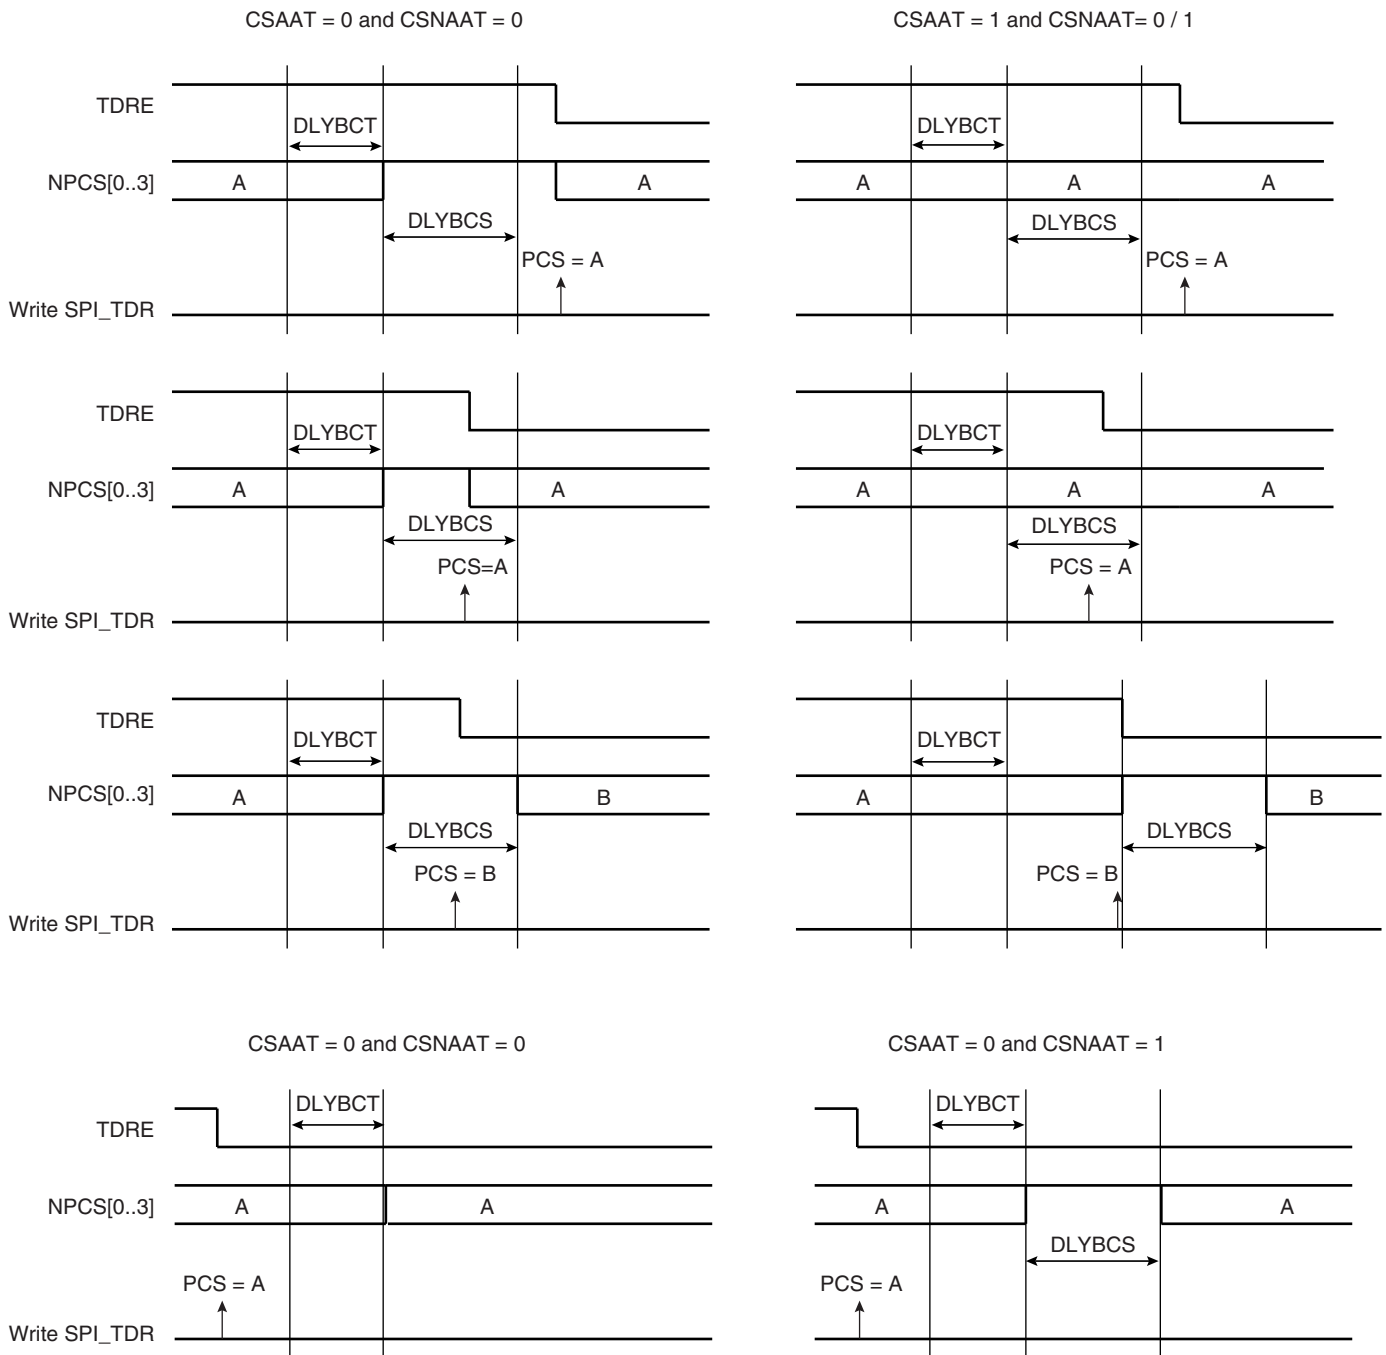 CSAAT = 0 and CSNAAT = 0
CSAAT = 1 and CSNAAT= 0 / 1
TDRE
DLYBCT
DLYBCT
NPCS[0..3]
A
A
A
A
A
DLYBCS
DLYBCS
PCS = A
PCS = A
Write SPI_TDR
TDRE
DLYBCT
DLYBCT
NPCS[0..3]
A
A
A
A
A
DLYBCS
DLYBCS
PCS=A
PCS = A
Write SPI_TDR
TDRE
DLYBCT
DLYBCT
NPCS[0..3]
A
B
A
B
DLYBCS
DLYBCS
PCS = B
PCS = B
Write SPI_TDR
CSAAT = 0 and CSNAAT = 0
CSAAT = 0 and CSNAAT = 1
DLYBCT
DLYBCT
TDRE
NPCS[0..3]
A
A
A
A
DLYBCS
PCS = A
PCS = A
Write SPI_TDR